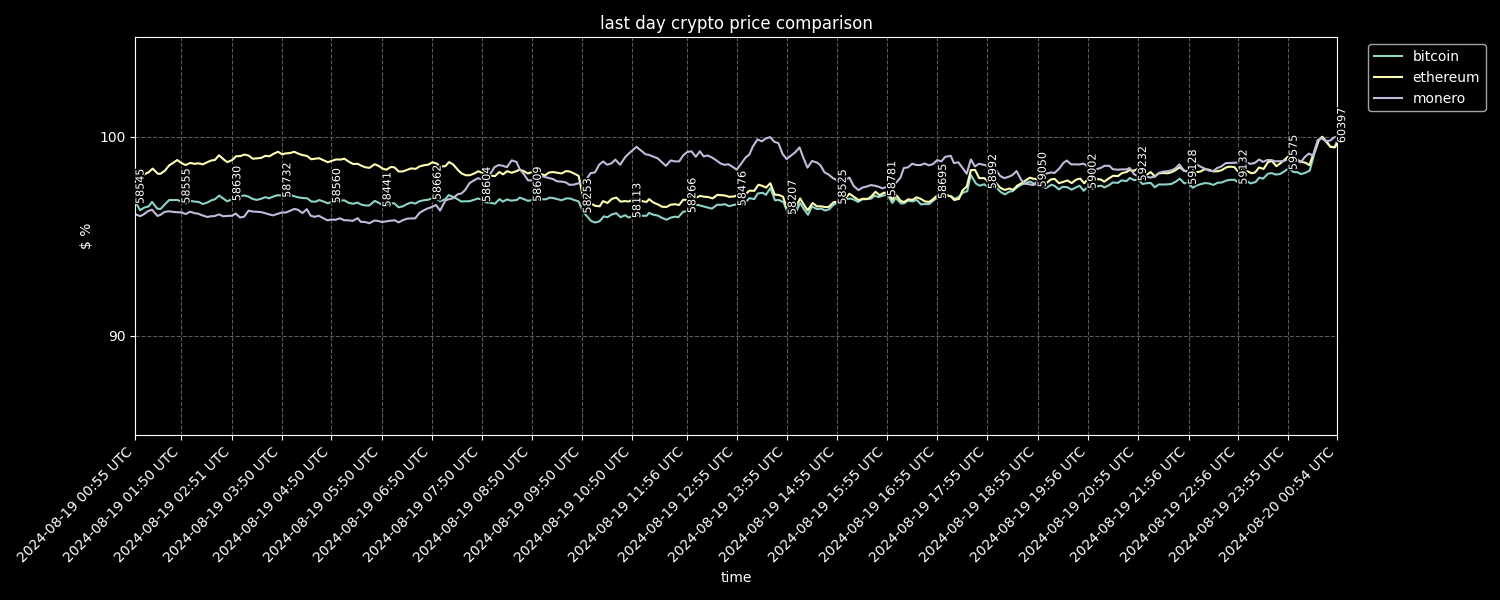 last day crypto price comparison
bitcoin
ethereum
monero
100
90
$ %
58545
58555
58630
58732
58560
58441
58662
58604
58609
58253
58113
58266
58476
58207
58525
58781
58695
58992
59050
59002
59232
59128
59132
59575
60397
2024-08-19 00:55 UTC
2024-08-19 01:50 UTC
2024-08-19 02:51 UTC
2024-08-19 03:50 UTC
2024-08-19 04:50 UTC
2024-08-19 05:50 UTC
2024-08-19 06:50 UTC
2024-08-19 07:50 UTC
2024-08-19 08:50 UTC
2024-08-19 09:50 UTC
2024-08-19 10:50 UTC
2024-08-19 11:56 UTC
2024-08-19 12:55 UTC
2024-08-19 13:55 UTC
2024-08-19 14:55 UTC
2024-08-19 15:55 UTC
2024-08-19 16:55 UTC
2024-08-19 17:55 UTC
2024-08-19 18:55 UTC
2024-08-19 19:56 UTC
2024-08-19 20:55 UTC
2024-08-19 21:56 UTC
2024-08-19 22:56 UTC
2024-08-19 23:55 UTC
2024-08-20 00:54 UTC
time